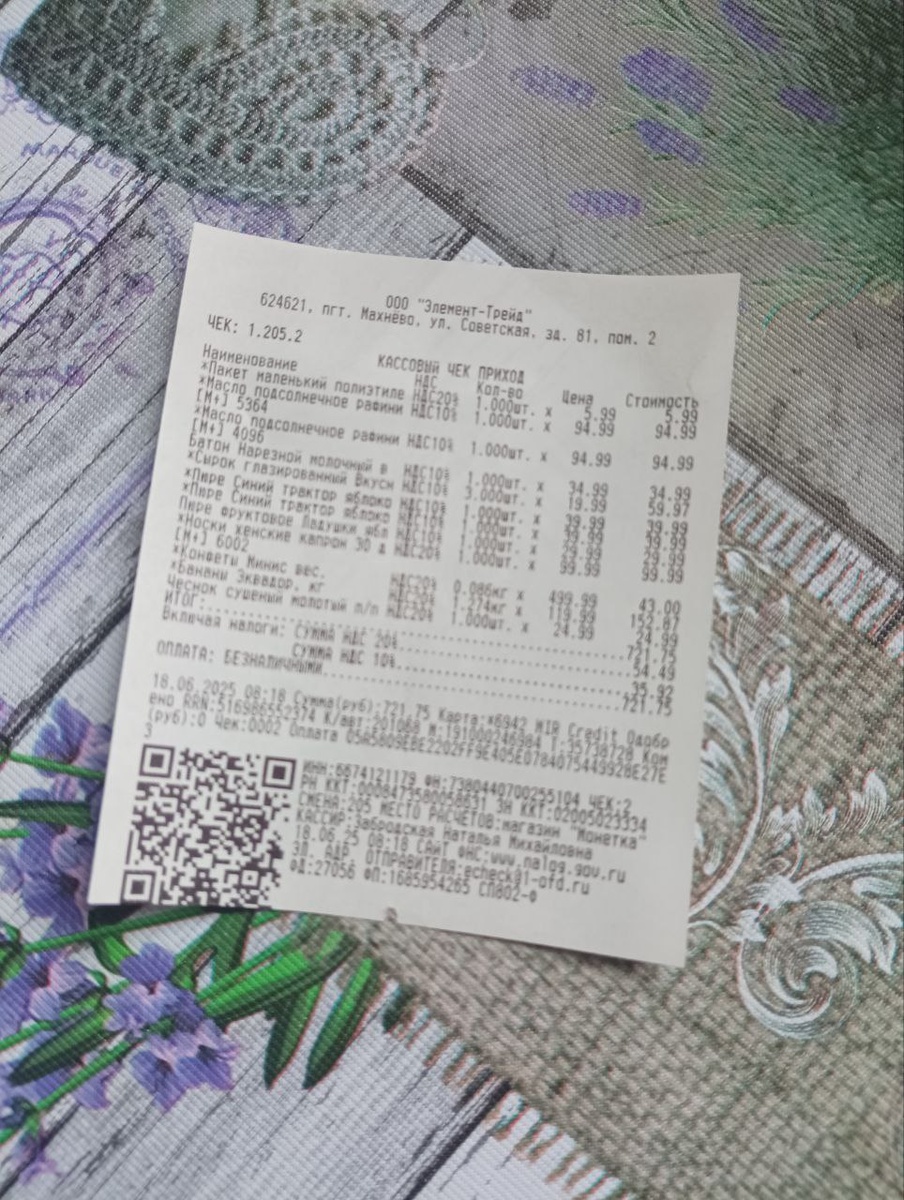 ООО "Элемент-Трейд"
624621, пгт. Махнёво, ул. Советская, зд. 81, пом. 2
ЧЕК: 1.205.2
КАССОВЫЙ ЧЕК ПРИХОД
Наименование НДС Кол-во Цена Стоимость
*Пакет маленький полиэтиле НДС20% 1.000шт. x 5.99 5.99
*Масло подсолнечное рафини НДС10% 1.000шт. x 94.99 94.99
[М+] 5364
*Масло подсолнечное рафини НДС10% 1.000шт. x 94.99 94.99
[М+] 4096
Батон Нарезной молочный в НДС10% 1.000шт. x 34.99 34.99
*Сырок глазированный Вкусн НДС10% 3.000шт. x 19.99 59.97
*Пюре Синий трактор яблоко НДС10% 1.000шт. x 39.99 39.99
*Пюре Синий трактор яблоко НДС10% 1.000шт. x 39.99 39.99
Пюре фруктовое Ладушки ябл НДС10% 1.000шт. x 29.99 29.99
*Носки женские капрон 30 д НДС20% 1.000шт. x 99.99 99.99
[М+] 6002
*Конфеты Минис вес. НДС20% 0.086кг x 499.99 43.00
*Бананы Эквадор, кг 1.274кг x 119.99 152.87
Чеснок сушеный молотый п/п НДС20% 1.000шт. x 24.99 24.99
ИТОГ:
Включая налоги: СУММА НДС 20% 54.49
СУММА НДС 10% 35.92
ОПЛАТА: БЕЗНАЛИЧНЫМИ 721.75
18.06.2025 08:18 Сумма(руб):721.75 Карта:*6942 MIR Credit Одобр
ено RRN:516986552374 К/авт:201068 М:191000246984 Т:35738728 Ком
(руб):0 Чек:0002 Оплата
3
ИНН:6674121179 ФН:7380440700255104 ЧЕК:2
РН ККТ:0008473580058631 ЗН ККТ:02005023334
СМЕНА:205 МЕСТО РАСЧЕТОВ:магазин "Монетка"
КАССИР:Забродская Наталья Михайловна
18.06.25 08:18 САЙТ ФНС:www.nalog.gov.ru
ЭЛ. АДР. ОТПРАВИТЕЛЯ:echeck@1-ofd.ru
ФД:27056 ФП:1685954265 СП802-Ф